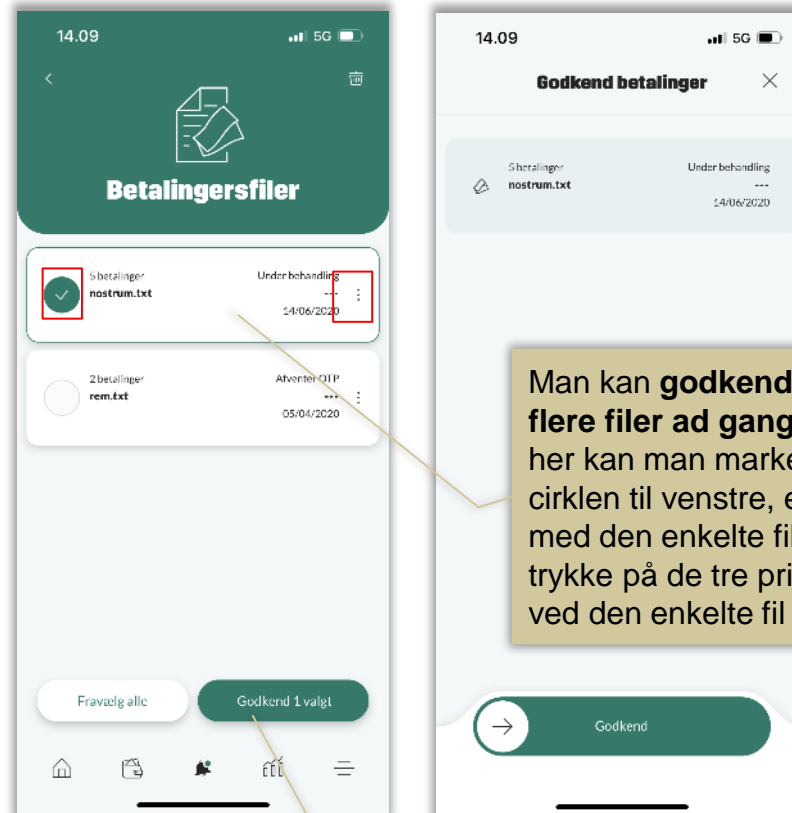 14.09
5G
Betalingersfiler
5 betalinger
Under behandling
nostrum.txt
---
14/06/2020
2 betalinger
Afventer OTP
rem.txt
---
05/04/2020
Fravælg alle
Godkend 1 valgt
14.09
5G
Godkend betalinger
5 betalinger
Under behandling
nostrum.txt
---
14/06/2020
Man kan godkend
flere filer ad gang
her kan man marke
cirklen til venstre, e
med den enkelte fil
trykke på de tre pri
ved den enkelte fil
Godkend